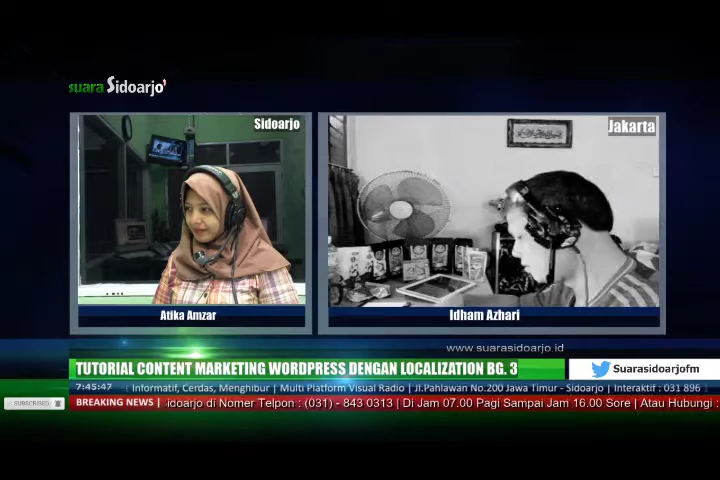 suara Sidoarjo
Sidoarjo
Jakarta
Atika Amzar
Idham Azhari
www.suarasidoarjo.id
TUTORIAL CONTENT MARKETING WORDPRESS DENGAN LOCALIZATION BG. 3
Suarasidoarjofm
7:45:47
Informatif, Cerdas, Menghibur | Multi Platform Visual Radio | Jl.Pahlawan No.200 Jawa Timur - Sidoarjo | Interaktif : 031 896
SUBSCRIBED
BREAKING NEWS | idoarjo di Nomer Telpon : (031) - 843 0313 | Di Jam 07.00 Pagi Sampai Jam 16.00 Sore | Atau Hubungi :